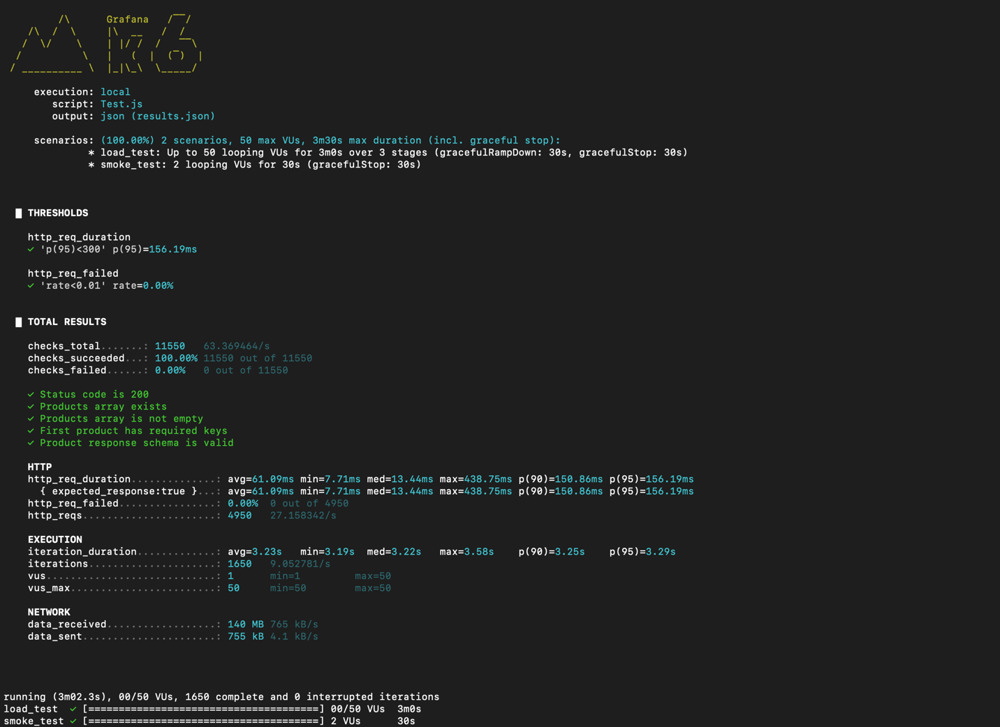 /\      Grafana   /‾‾/
    /\  /  \     |\  __   /  /
   /  \/    \    | |/ /  /   ‾‾\
  /          \   |   (  |  (‾)  |
 / __________ \  |_|\_\  \_____/
     execution: local
        script: Test.js
        output: json (results.json)
     scenarios: (100.00%) 2 scenarios, 50 max VUs, 3m30s max duration (incl. graceful stop):
              * load_test: Up to 50 looping VUs for 3m0s over 3 stages (gracefulRampDown: 30s, gracefulStop: 30s)
              * smoke_test: 2 looping VUs for 30s (gracefulStop: 30s)
  █ THRESHOLDS
    http_req_duration
    ✓ 'p(95)<300' p(95)=156.19ms
    http_req_failed
    ✓ 'rate<0.01' rate=0.00%
  █ TOTAL RESULTS
    checks_total.......: 11550   63.369464/s
    checks_succeeded...: 100.00% 11550 out of 11550
    checks_failed......: 0.00%   0 out of 11550
    ✓ Status code is 200
    ✓ Products array exists
    ✓ Products array is not empty
    ✓ First product has required keys
    ✓ Product response schema is valid
    HTTP
    http_req_duration..............: avg=61.09ms min=7.71ms med=13.44ms max=438.75ms p(90)=150.86ms p(95)=156.19ms
      { expected_response:true }...: avg=61.09ms min=7.71ms med=13.44ms max=438.75ms p(90)=150.86ms p(95)=156.19ms
    http_req_failed................: 0.00%  0 out of 4950
    http_reqs......................: 4950   27.158342/s
    EXECUTION
    iteration_duration.............: avg=3.23s   min=3.19s  med=3.22s   max=3.58s    p(90)=3.25s    p(95)=3.29s
    iterations.....................: 1650   9.052781/s
    vus............................: 1      min=1         max=50
    vus_max........................: 50     min=50        max=50
    NETWORK
    data_received..................: 140 MB 765 kB/s
    data_sent......................: 755 kB 4.1 kB/s
running (3m02.3s), 00/50 VUs, 1650 complete and 0 interrupted iterations
load_test  ✓ [======================================] 00/50 VUs  3m0s
smoke_test ✓ [======================================] 2 VUs      30s